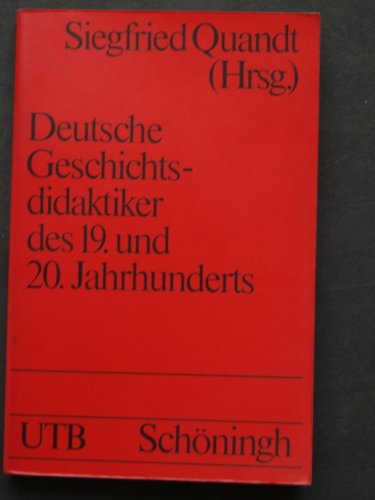 Siegfried Quandt
(Hrsg.)
Deutsche
Geschichts-
didaktiker
des 19. und
20. Jahrhunderts
UTB Schöningh